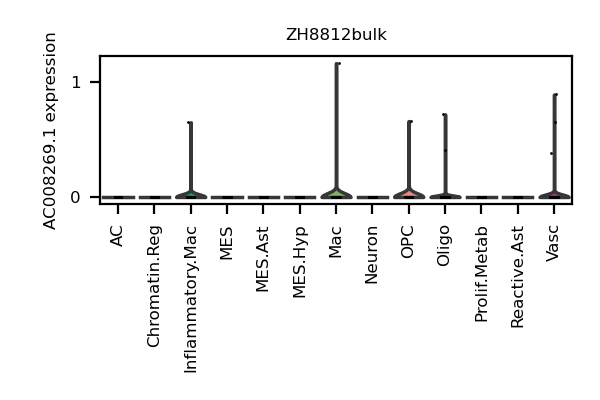 ZH8812bulk
AC008269.1 expression
1
0
AC
Chromatin.Reg
Inflammatory.Mac
MES
MES.Ast
MES.Hyp
Mac
Neuron
OPC
Oligo
Prolif.Metab
Reactive.Ast
Vasc